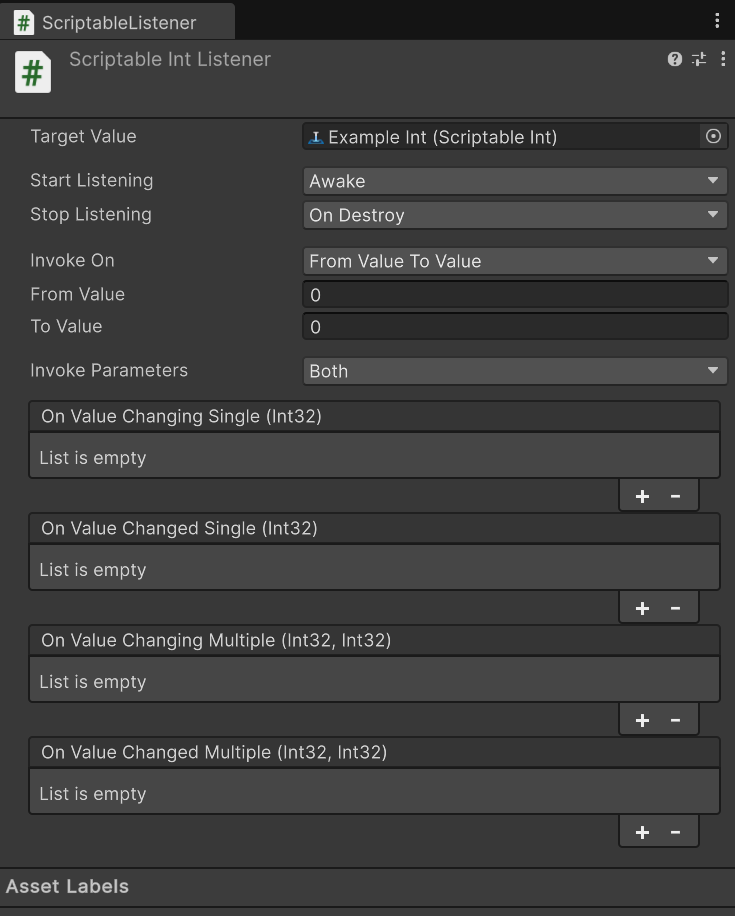 ScriptableListener
Scriptable Int Listener
Target Value Example Int (Scriptable Int)
Start Listening Awake
Stop Listening On Destroy
Invoke On From Value To Value
From Value 0
To Value 0
Invoke Parameters Both
On Value Changing Single (Int32)
List is empty
+ -
On Value Changed Single (Int32)
List is empty
+ -
On Value Changing Multiple (Int32, Int32)
List is empty
+ -
On Value Changed Multiple (Int32, Int32)
List is empty
+ -
Asset Labels